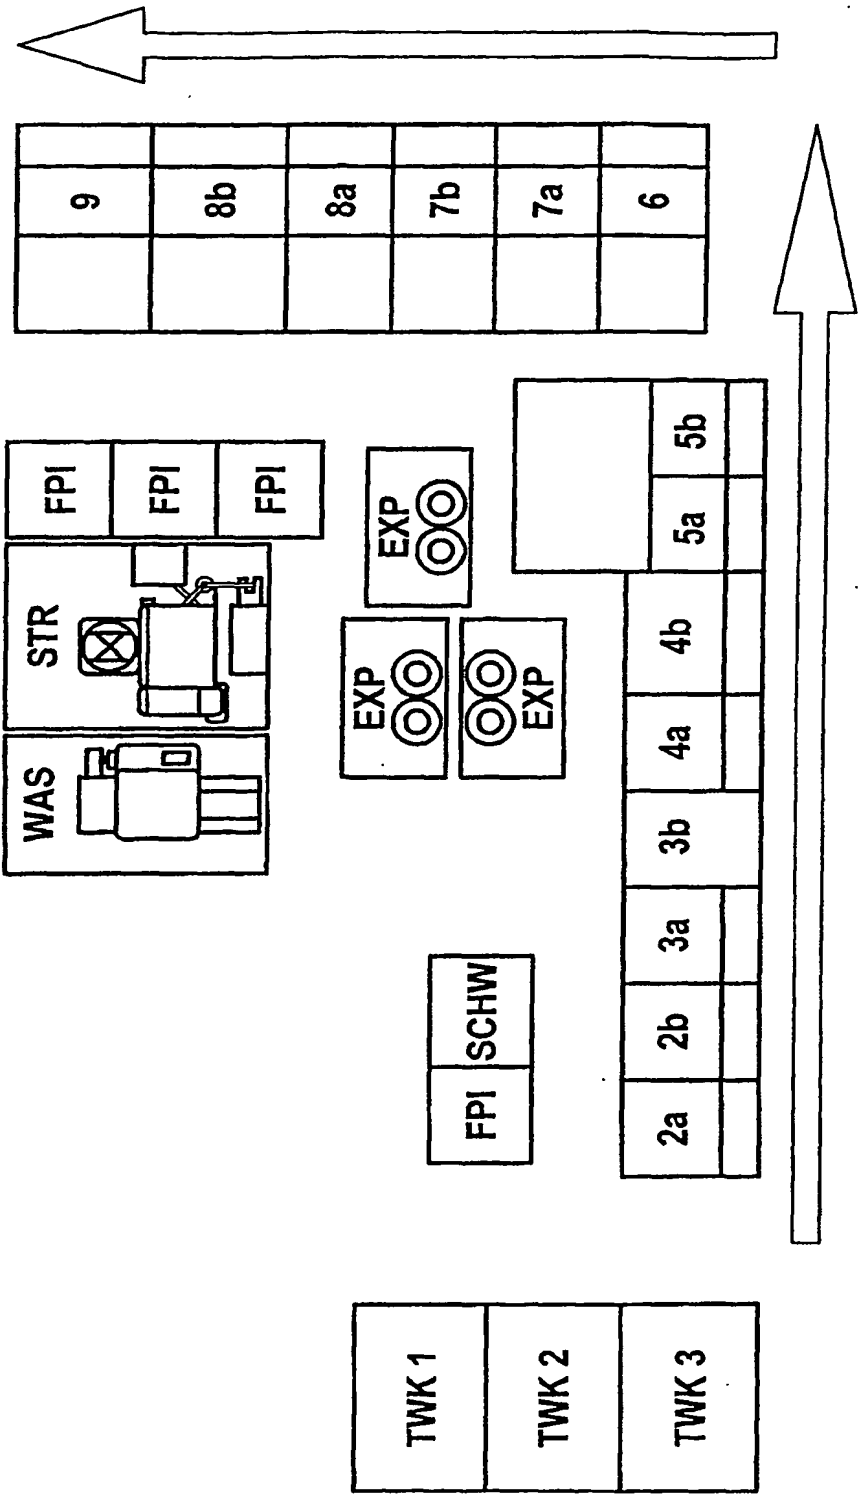 WAS
STR
FPI
9
FPI
8b
FPI
8a
EXP
EXP
7b
TWK 1
FPI
SCHW
EXP
7a
TWK 2
6
TWK 3
2a
2b
3a
3b
4a
4b
5a
5b